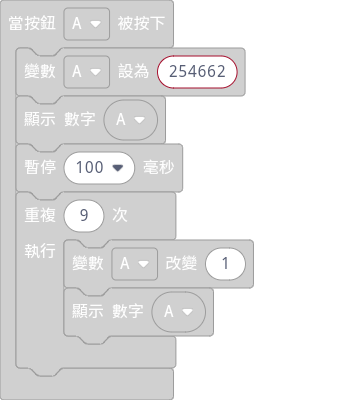 當按鈕 A 被按下
變數 A 設為 254662
顯示 數字 A
暫停 100 毫秒
重複 9 次
執行
變數 A 改變 1
顯示 數字 A